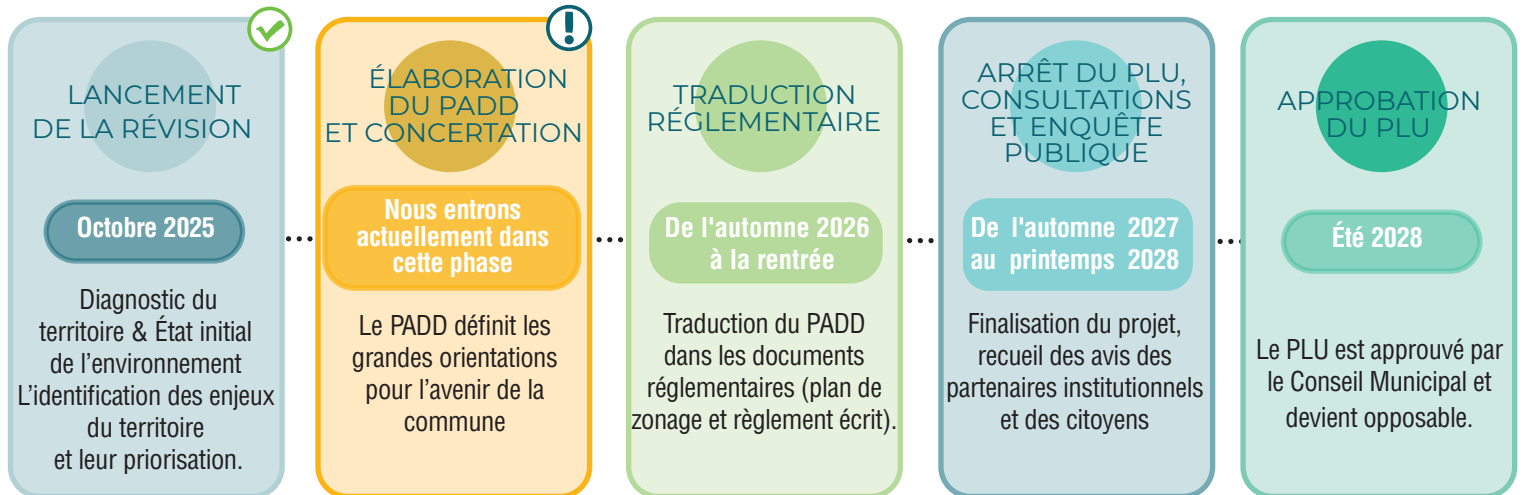 LANCEMENT
DE LA RÉVISION
Octobre 2025
Diagnostic du
territoire & État initial
de l’environnement
L’identification des enjeux
du territoire
et leur priorisation.
ÉLABORATION
DU PADD
ET CONCERTATION
Nous entrons
actuellement dans
cette phase
Le PADD définit les
grandes orientations
pour l’avenir de la
commune
TRADUCTION
RÉGLEMENTAIRE
De l'automne 2026
à la rentrée
Traduction du PADD
dans les documents
réglementaires (plan de
zonage et règlement écrit).
ARRÊT DU PLU,
CONSULTATIONS
ET ENQUÊTE
PUBLIQUE
De l'automne 2027
au printemps 2028
Finalisation du projet,
recueil des avis des
partenaires institutionnels
et des citoyens
APPROBATION
DU PLU
Été 2028
Le PLU est approuvé par
le Conseil Municipal et
devient opposable.